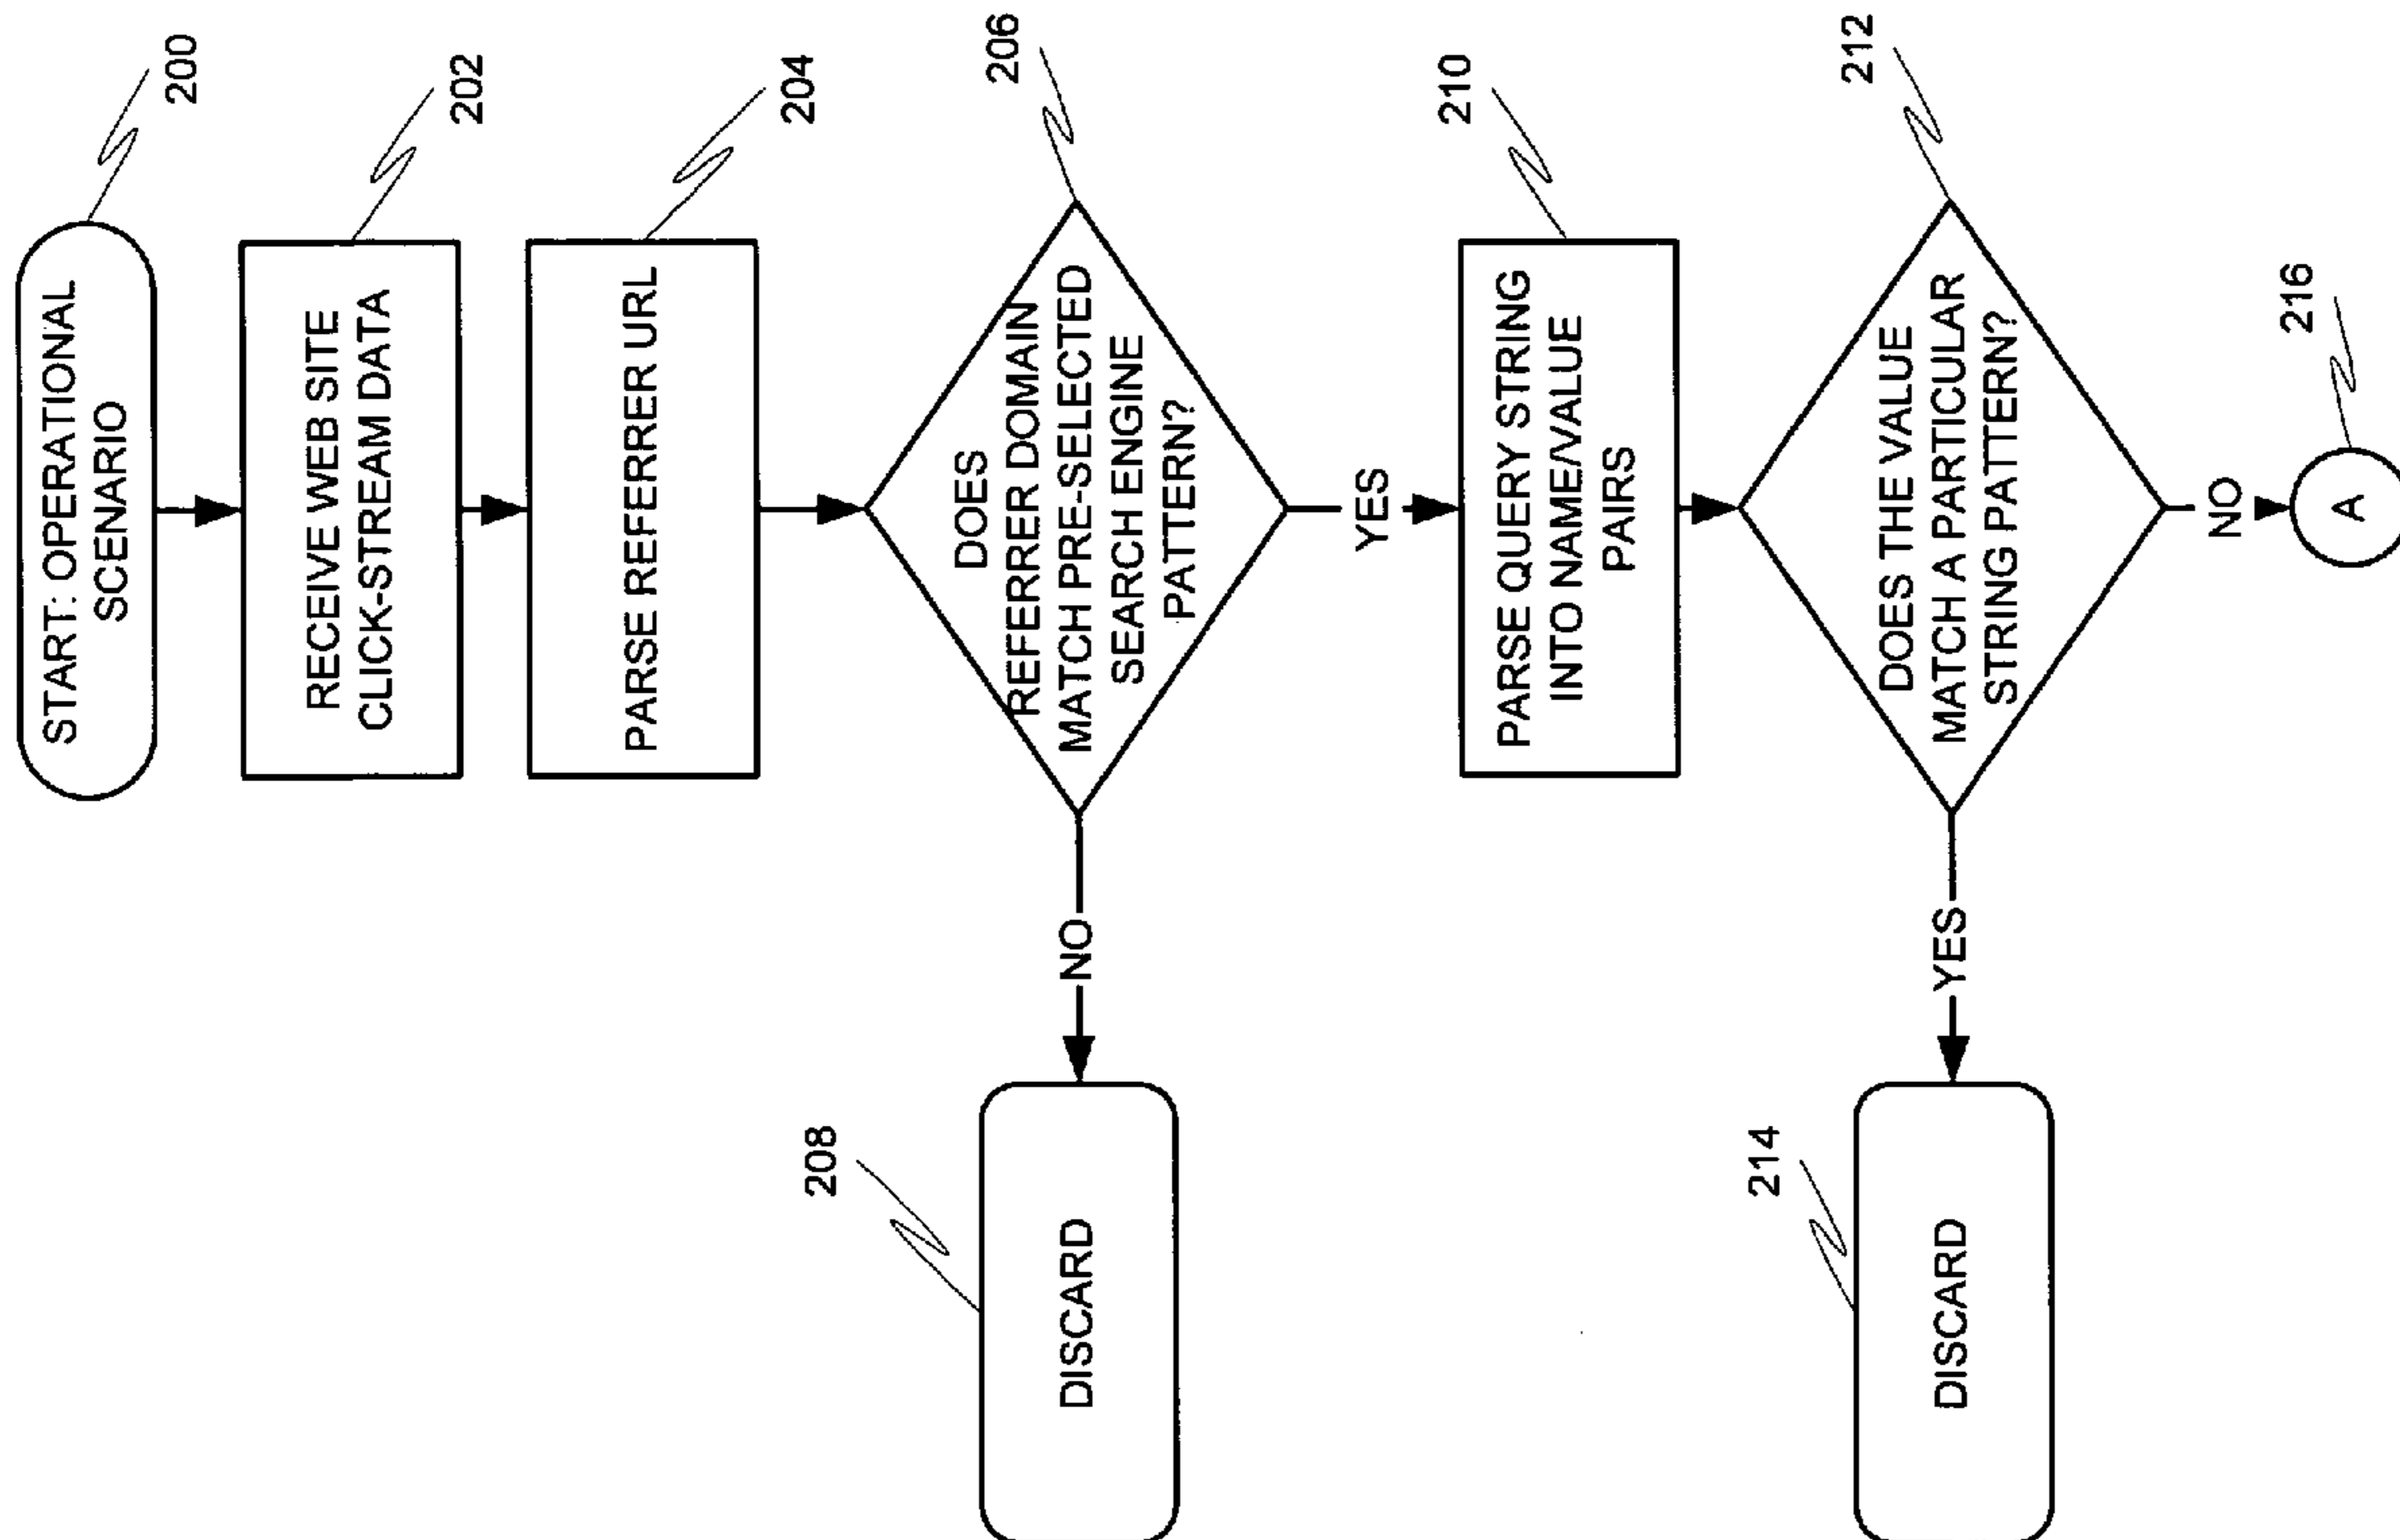 START: OPERATIONAL
SCENARIO
200
RECEIVE WEB SITE
CLICK-STREAM DATA
202
PARSE REFERRER URL
204
DOES
REFERRER DOMAIN
MATCH PRE-SELECTED
SEARCH ENGINE
PATTERN?
206
NO
208
DISCARD
YES
PARSE QUERY STRING
INTO NAME/VALUE
PAIRS
210
DOES THE VALUE
MATCH A PARTICULAR
STRING PATTERN?
212
YES
214
DISCARD
NO
A
216